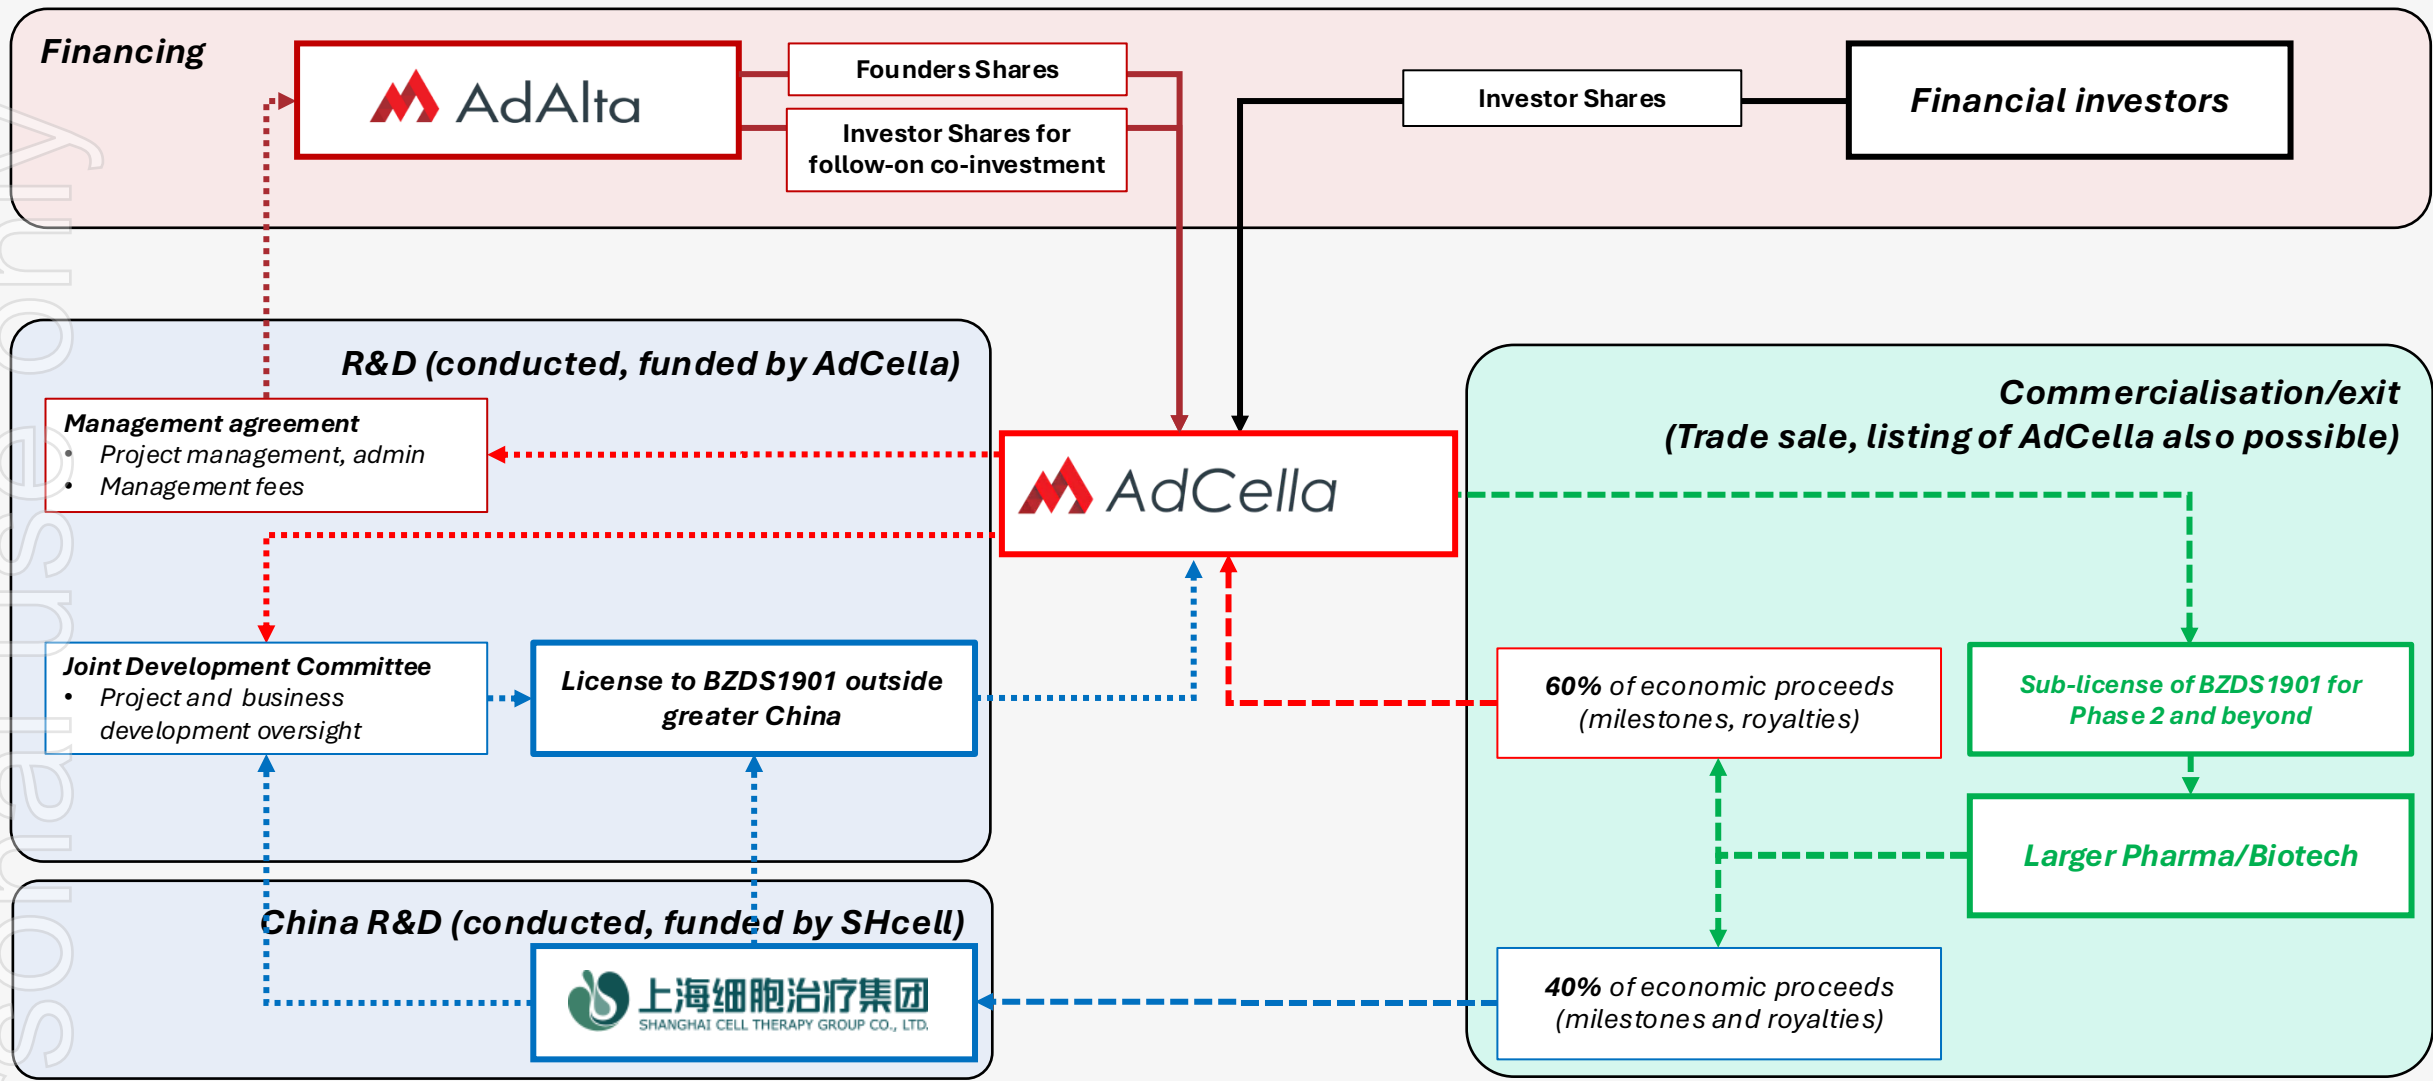 Financing
AdAlta
Founders Shares
Investor Shares for
follow-on co-investment
Investor Shares
Financial investors
R&D (conducted, funded by AdCella)
Management agreement
• Project management, admin
• Management fees
AdCella
Commercialisation/exit
(Trade sale, listing of AdCella also possible)
Joint Development Committee
• Project and business
development oversight
License to BZDS1901 outside
greater China
60% of economic proceeds
(milestones, royalties)
Sub-license of BZDS1901 for
Phase 2 and beyond
Larger Pharma/Biotech
China R&D (conducted, funded by SHcell)
上海细胞治疗集团
SHANGHAI CELL THERAPY GROUP CO., LTD.
40% of economic proceeds
(milestones and royalties)
sonal use only